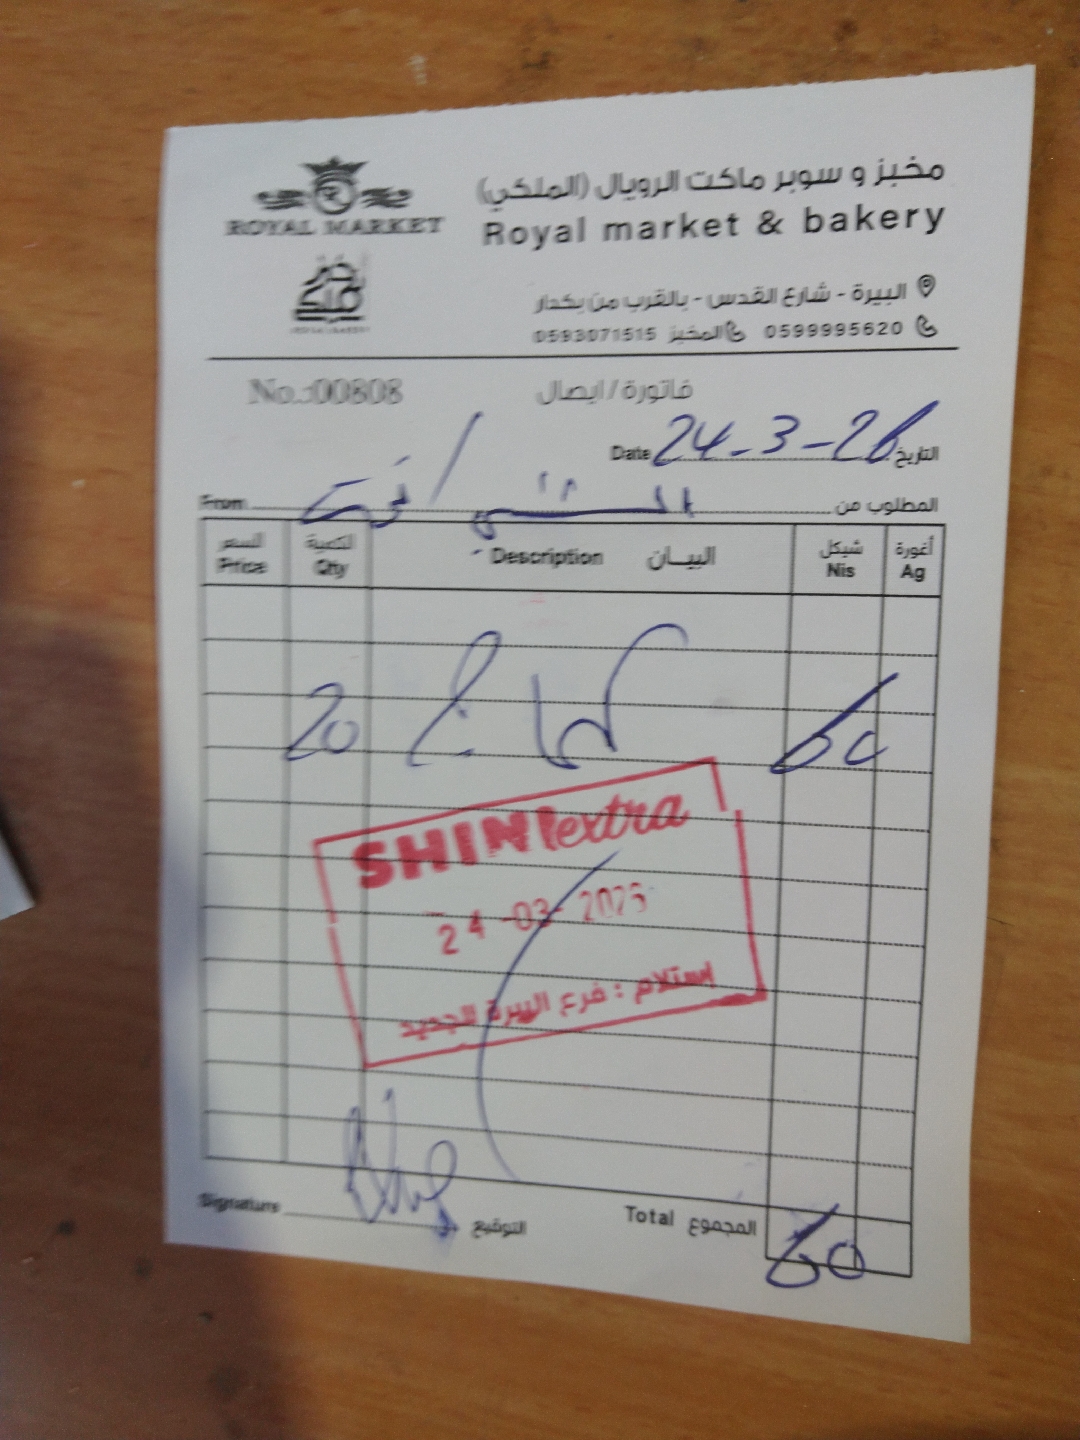 مخبز و سوبر ماكت الرويال (الملكي)
ROYAL MARKET
Royal market & bakery
البيرة - شارع القدس - بالقرب من بكدار
0599995620 المخبز 0593071515
No.:00808
فاتورة / ايصال
Date 24-3-26 التاريخ
From المطلوب من
السعر الكمية البيان شيكل أغورة
Price Qty Description Nis Ag
20 60
SHINI extra
24-03-2026
إستلام : فرع البيرة الجديد
Signature التوقيع Total المجموع 60